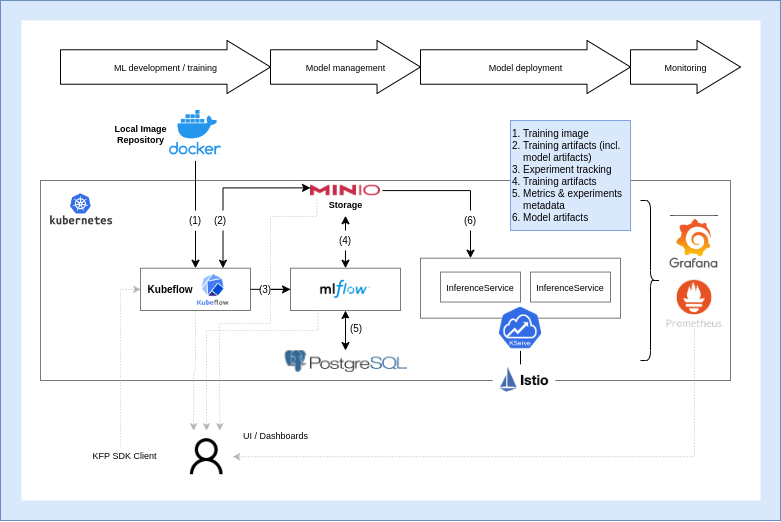 ML development / training
Model management
Model deployment
Monitoring
Local Image
Repository
docker
1. Training image
2. Training artifacts (incl.
model artifacts)
3. Experiment tracking
4. Training artifacts
5. Metrics & experiments
metadata
6. Model artifacts
kubernetes
MINIO
Storage
(1)
(2)
(4)
(6)
Grafana
Kubeflow
Kubeflow
(3)
mlflow
InferenceService
InferenceService
Prometheus
(5)
KServe
PostgreSQL
Istio
UI / Dashboards
KFP SDK Client